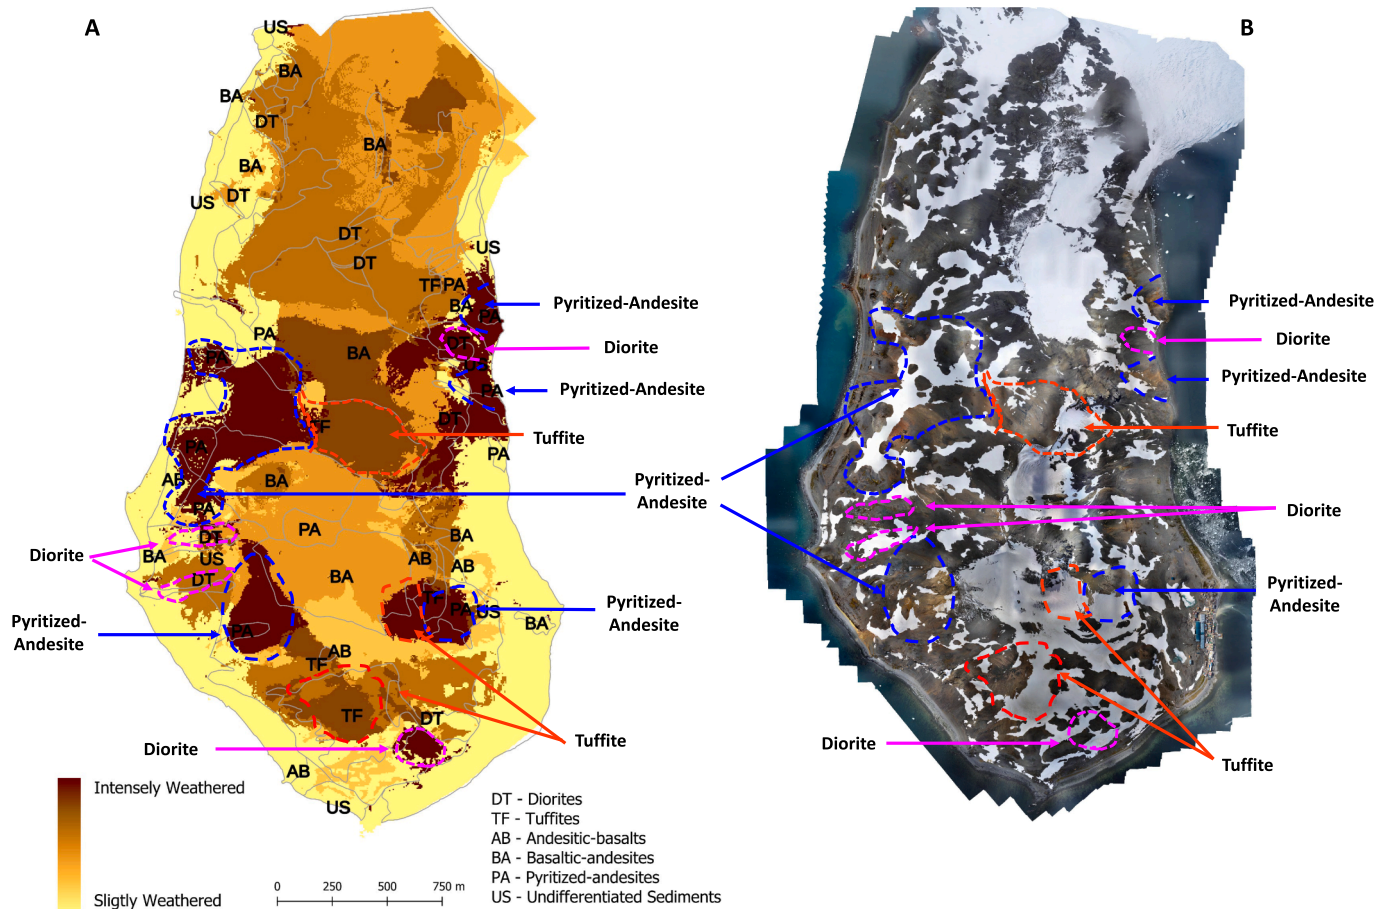 A
B
US
BA
BA
DT
BA
BA
DT
US
DT
DT
US
TF PA
BA
PA
Pyritized-Andesite
Pyritized-Andesite
PA
DT
Diorite
Diorite
PA
BA
US
PA
Pyritized-Andesite
Pyritized-Andesite
DT
TF
Tuffite
Tuffite
PA
PA
AB
BA
Pyritized-
Andesite
PA
PA
Diorite
DT
BA
Diorite
BA
US
AB
AB
DT
BA
TF
PA
US
Pyritized-
Andesite
Pyritized-
Andesite
BA
Pyritized-
Andesite
PA
AB
TF
TF
DT
Diorite
Tuffite
Diorite
Tuffite
AB
US
Intensely Weathered
Sligtly Weathered
0 250 500 750 m
DT - Diorites
TF - Tuffites
AB - Andesitic-basalts
BA - Basaltic-andesites
PA - Pyritized-andesites
US - Undifferentiated Sediments